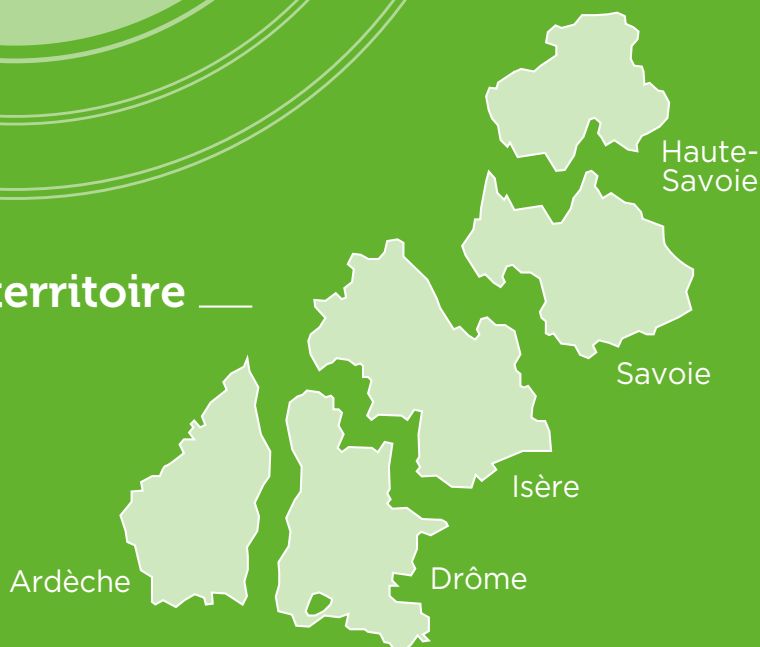 Haute-
Savoie
territoire
Savoie
Isère
Ardèche
Drôme